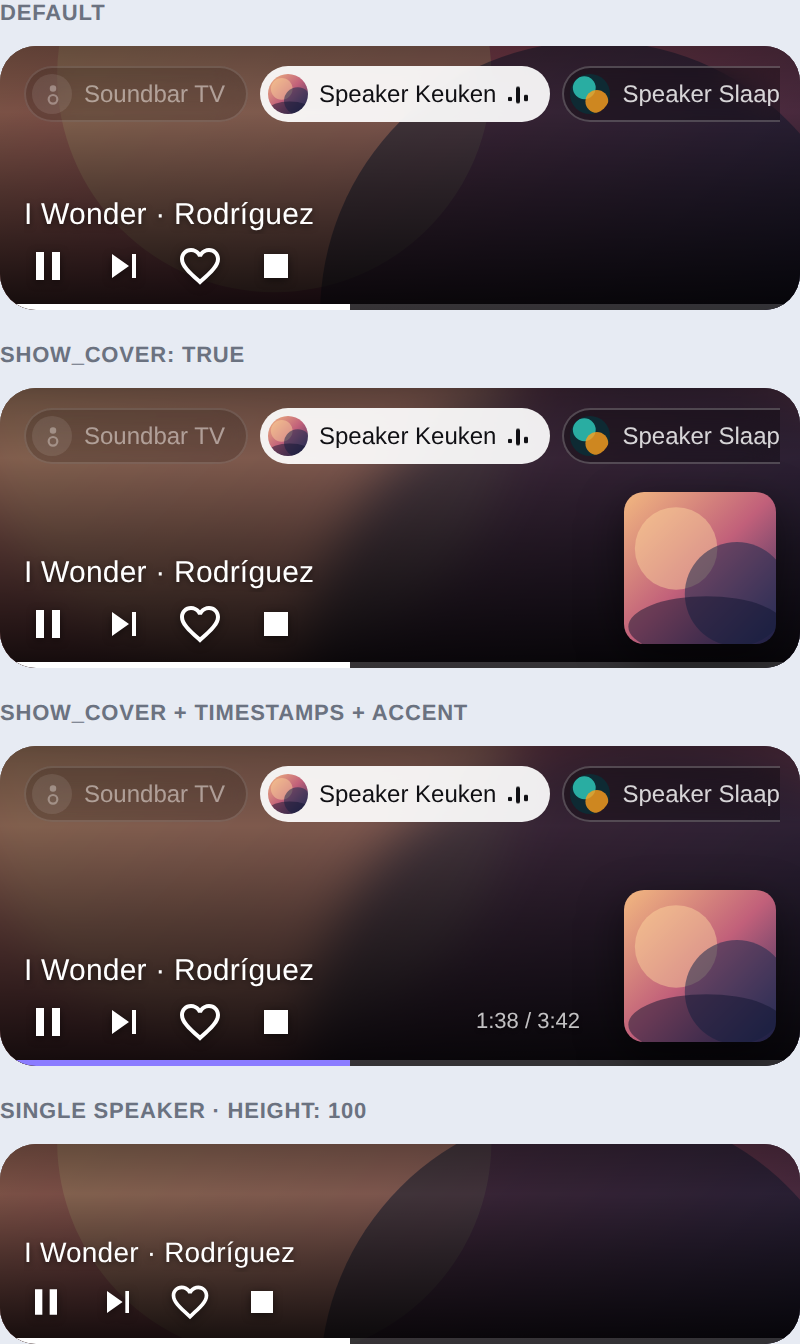 DEFAULT
Soundbar TV Speaker Keuken Speaker Slaap
I Wonder · Rodríguez
SHOW_COVER: TRUE
Soundbar TV Speaker Keuken Speaker Slaap
I Wonder · Rodríguez
SHOW_COVER + TIMESTAMPS + ACCENT
Soundbar TV Speaker Keuken Speaker Slaap
I Wonder · Rodríguez
1:38 / 3:42
SINGLE SPEAKER · HEIGHT: 100
I Wonder · Rodríguez